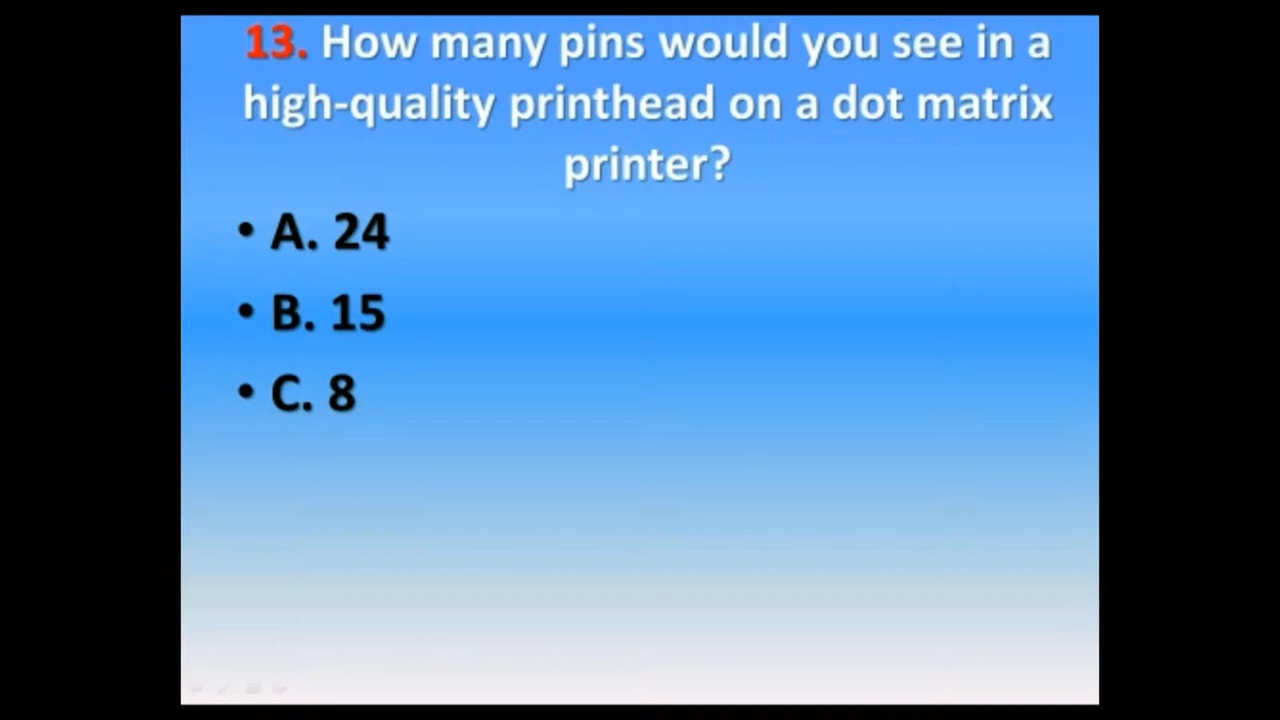 13. How many pins would you see in a
high-quality printhead on a dot matrix
printer?
• A. 24
• B. 15
• C. 8